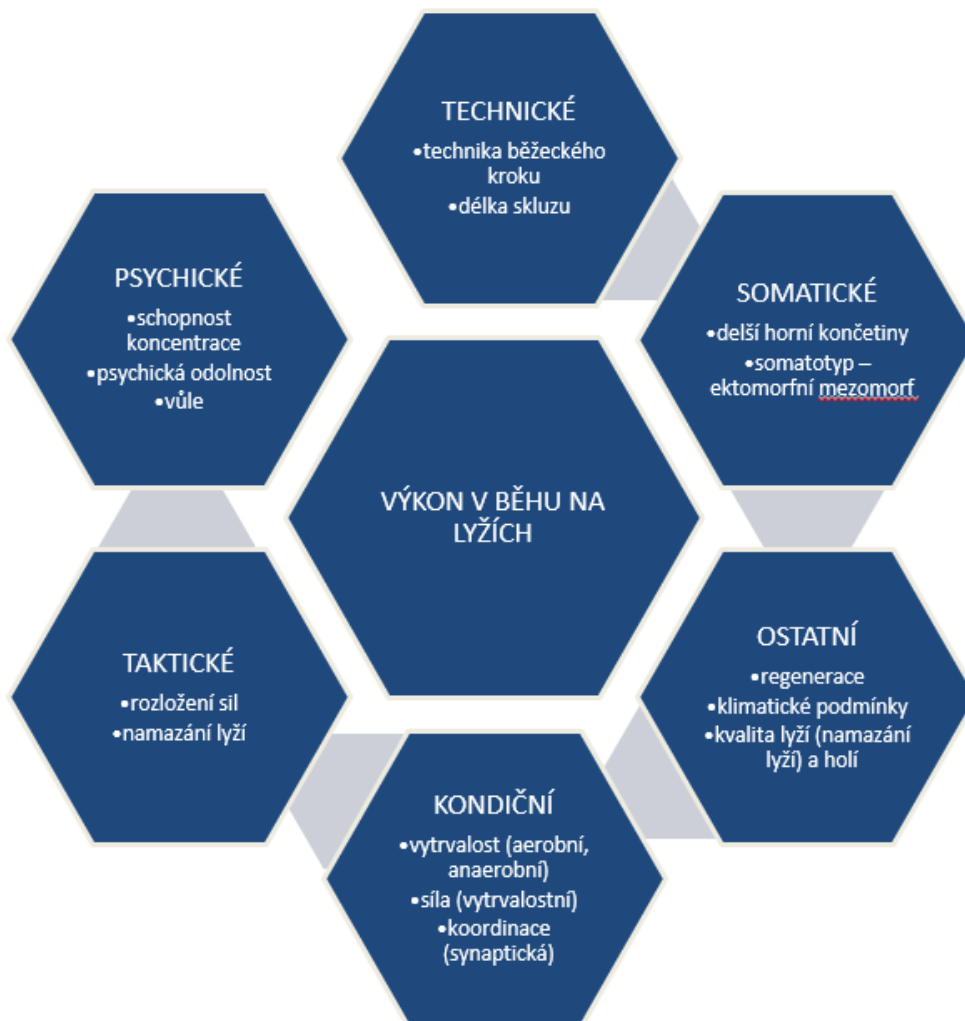 TECHNICKÉ
•technika běžeckého
kroku
•délka skluzu
PSYCHICKÉ
•schopnost
koncentrace
•psychická odolnost
•vůle
SOMATICKÉ
•delší horní končetiny
•somatotyp –
ektomorfní mezomorf
VÝKON V BĚHU NA
LYŽÍCH
TAKTICKÉ
•rozložení sil
•namazání lyží
OSTATNÍ
•regenerace
•klimatické podmínky
•kvalita lyží (namazání
lyží) a holí
KONDIČNÍ
•vytrvalost (aerobní,
anaerobní)
•síla (vytrvalostní)
•koordinace
(synaptická)